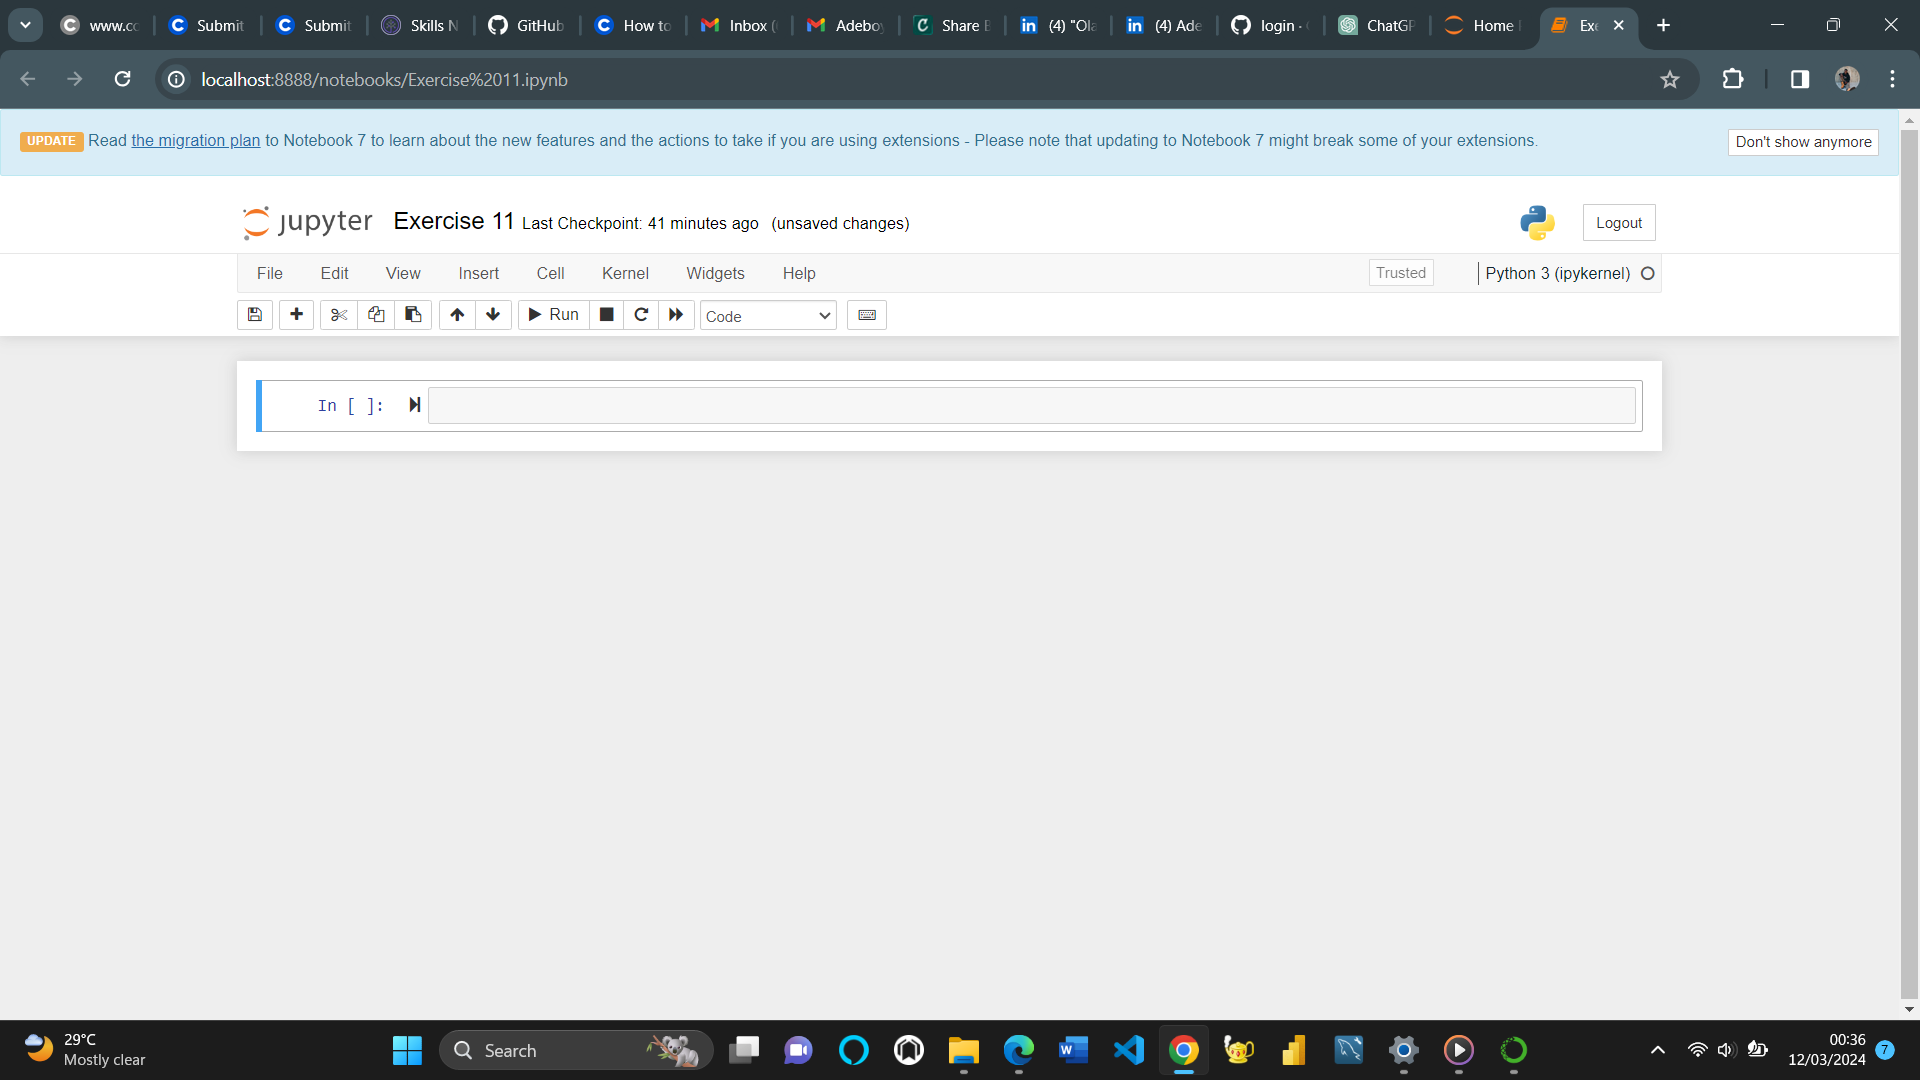 www.cc Submit Submit Skills N GitHub How to Inbox ( Adeboy Share E (4) "Ola (4) Ade login · ChatGP Home Exe
localhost:8888/notebooks/Exercise%2011.ipynb
UPDATE Read the migration plan to Notebook 7 to learn about the new features and the actions to take if you are using extensions - Please note that updating to Notebook 7 might break some of your extensions. Don't show anymore
jupyter Exercise 11 Last Checkpoint: 41 minutes ago (unsaved changes) Logout
File Edit View Insert Cell Kernel Widgets Help Trusted Python 3 (ipykernel)
Run Code
In [ ]:
29°C
Mostly clear
Search
00:36
12/03/2024
7